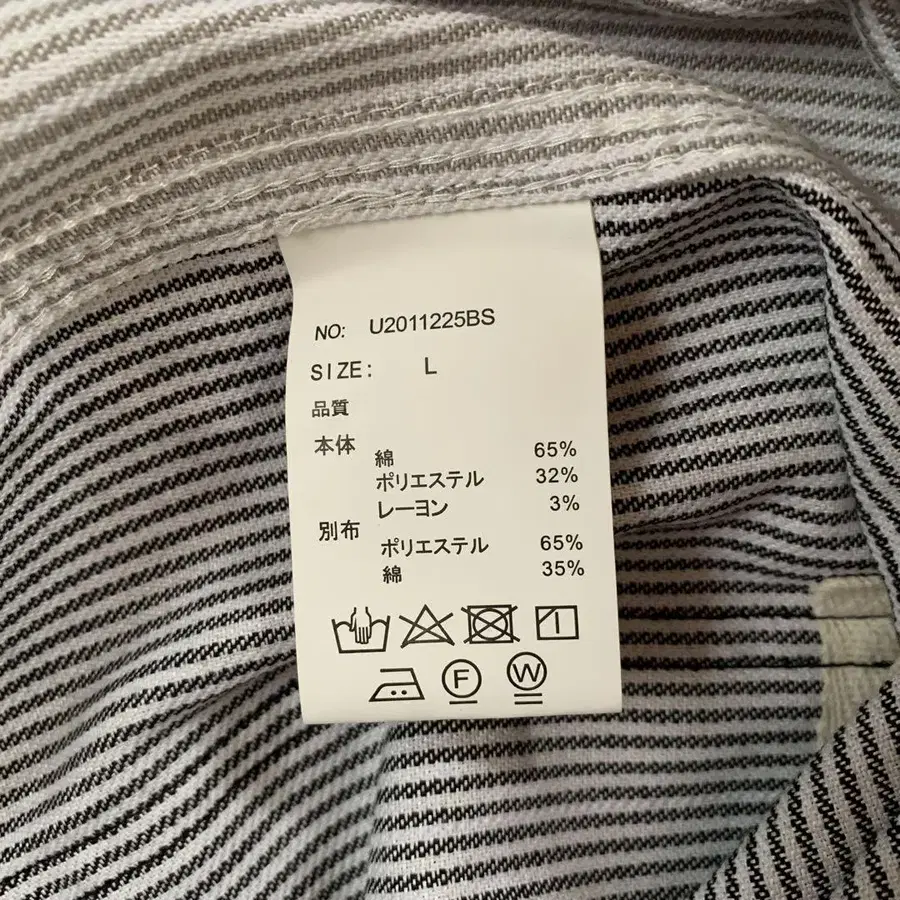 NO: U2011225BS
SIZE: L
品質
本体
綿 65%
ポリエステル 32%
レーヨン 3%
別布
ポリエステル 65%
綿 35%
F W